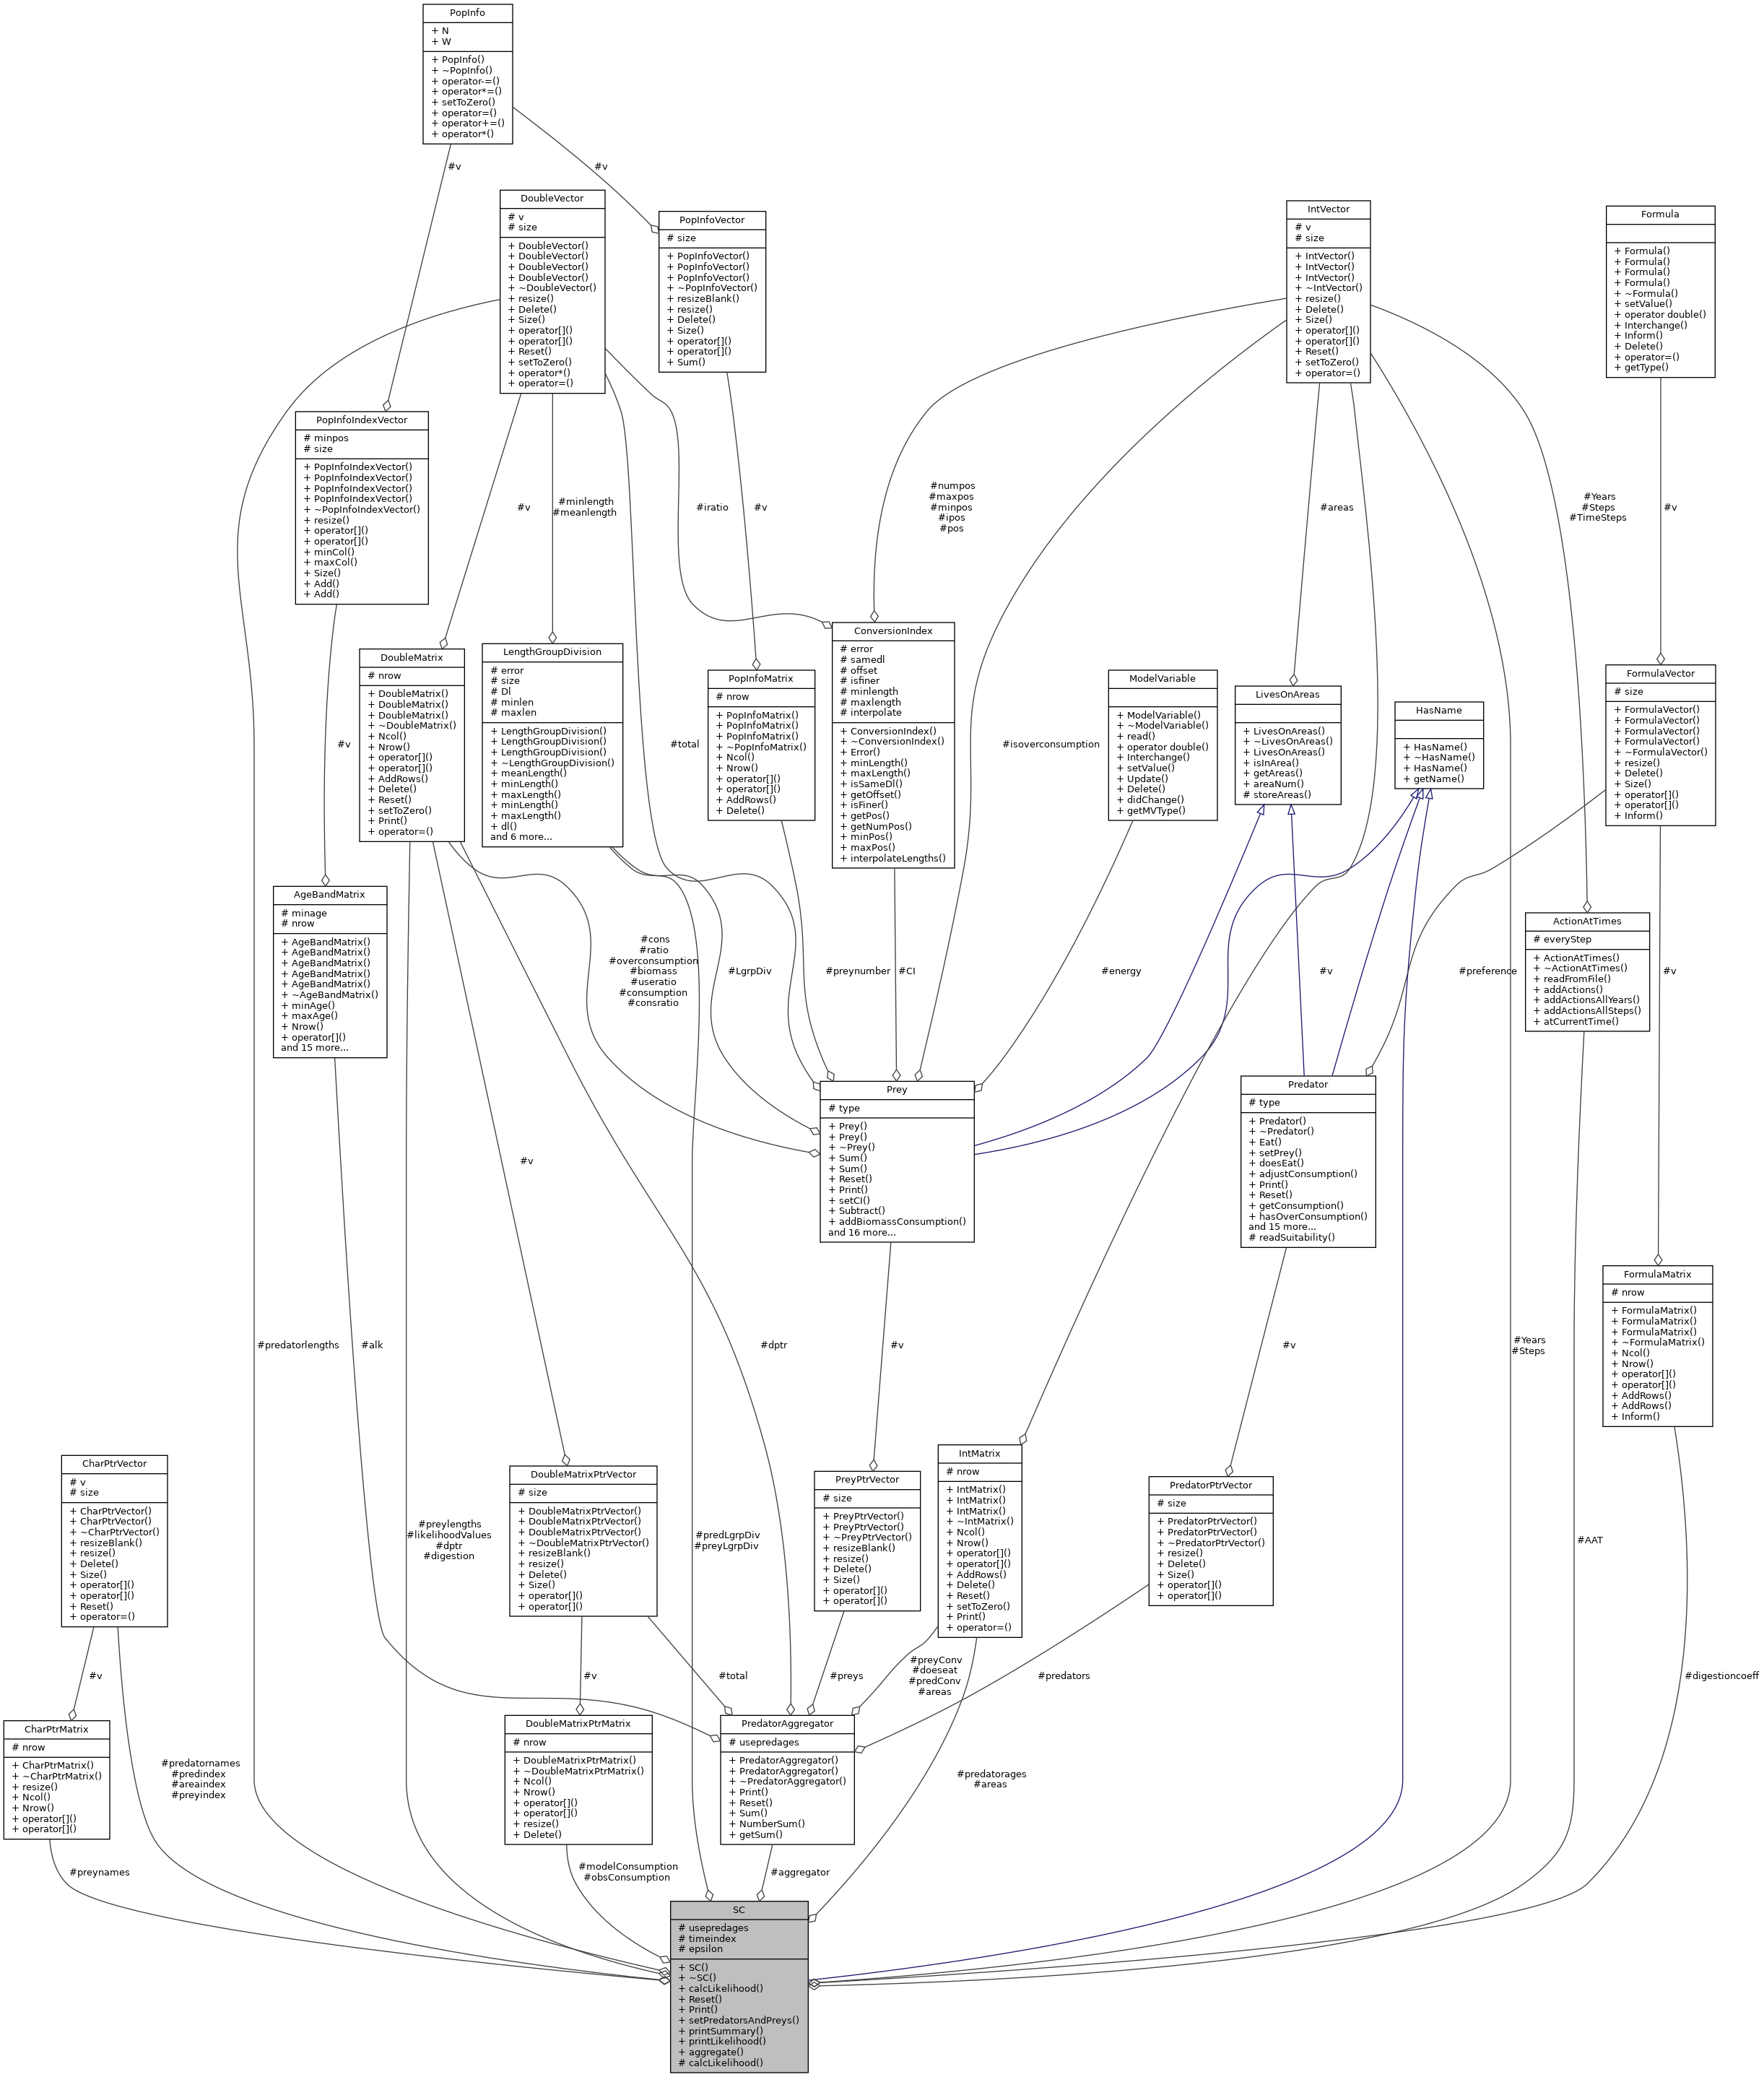 PopInfo
+ N
+ W
+ PopInfo()
+ ~PopInfo()
+ operator-=()
+ operator*=()
+ setToZero()
+ operator=()
+ operator+=()
+ operator*()
#v
#v
DoubleVector
# v
# size
+ DoubleVector()
+ DoubleVector()
+ DoubleVector()
+ DoubleVector()
+ ~DoubleVector()
+ resize()
+ Delete()
+ Size()
+ operator[]()
+ operator[]()
+ Reset()
+ setToZero()
+ operator*()
+ operator=()
PopInfoVector
# size
+ PopInfoVector()
+ PopInfoVector()
+ PopInfoVector()
+ ~PopInfoVector()
+ resizeBlank()
+ resize()
+ Delete()
+ Size()
+ operator[]()
+ operator[]()
+ Sum()
IntVector
# v
# size
+ IntVector()
+ IntVector()
+ IntVector()
+ ~IntVector()
+ resize()
+ Delete()
+ Size()
+ operator[]()
+ operator[]()
+ Reset()
+ setToZero()
+ operator=()
Formula
+ Formula()
+ Formula()
+ Formula()
+ Formula()
+ ~Formula()
+ setValue()
+ operator double()
+ Interchange()
+ Inform()
+ Delete()
+ operator=()
+ getType()
PopInfoIndexVector
# minpos
# size
+ PopInfoIndexVector()
+ PopInfoIndexVector()
+ PopInfoIndexVector()
+ PopInfoIndexVector()
+ ~PopInfoIndexVector()
+ resize()
+ operator[]()
+ operator[]()
+ minCol()
+ maxCol()
+ Size()
+ Add()
+ Add()
#v
#minlength
#meanlength
#iratio
#v
#numpos
#maxpos
#minpos
#ipos
#pos
#areas
#Years
#Steps
#TimeSteps
#v
DoubleMatrix
# nrow
+ DoubleMatrix()
+ DoubleMatrix()
+ DoubleMatrix()
+ ~DoubleMatrix()
+ Ncol()
+ Nrow()
+ operator[]()
+ operator[]()
+ AddRows()
+ Delete()
+ Reset()
+ setToZero()
+ Print()
+ operator=()
LengthGroupDivision
# error
# size
# Dl
# minlen
# maxlen
+ LengthGroupDivision()
+ LengthGroupDivision()
+ LengthGroupDivision()
+ ~LengthGroupDivision()
+ meanLength()
+ minLength()
+ maxLength()
+ minLength()
+ maxLength()
+ dl()
and 6 more...
PopInfoMatrix
# nrow
+ PopInfoMatrix()
+ PopInfoMatrix()
+ PopInfoMatrix()
+ ~PopInfoMatrix()
+ Ncol()
+ Nrow()
+ operator[]()
+ operator[]()
+ AddRows()
+ Delete()
ConversionIndex
# error
# samedl
# offset
# isfiner
# minlength
# maxlength
# interpolate
+ ConversionIndex()
+ ~ConversionIndex()
+ Error()
+ minLength()
+ maxLength()
+ isSameDl()
+ getOffset()
+ isFiner()
+ getPos()
+ getNumPos()
+ minPos()
+ maxPos()
+ interpolateLengths()
ModelVariable
+ ModelVariable()
+ ~ModelVariable()
+ read()
+ operator double()
+ Interchange()
+ setValue()
+ Update()
+ Delete()
+ didChange()
+ getMVType()
LivesOnAreas
+ LivesOnAreas()
+ ~LivesOnAreas()
+ LivesOnAreas()
+ isInArea()
+ getAreas()
+ areaNum()
# storeAreas()
HasName
+ HasName()
+ ~HasName()
+ HasName()
+ getName()
FormulaVector
# size
+ FormulaVector()
+ FormulaVector()
+ FormulaVector()
+ FormulaVector()
+ ~FormulaVector()
+ resize()
+ Delete()
+ Size()
+ operator[]()
+ operator[]()
+ Inform()
#v
#total
#isoverconsumption
AgeBandMatrix
# minage
# nrow
+ AgeBandMatrix()
+ AgeBandMatrix()
+ AgeBandMatrix()
+ AgeBandMatrix()
+ AgeBandMatrix()
+ ~AgeBandMatrix()
+ minAge()
+ maxAge()
+ Nrow()
+ operator[]()
and 15 more...
#cons
#ratio
#overconsumption
#biomass
#useratio
#consumption
#consratio
#LgrpDiv
#preynumber
#CI
#energy
#v
#preference
ActionAtTimes
# everyStep
+ ActionAtTimes()
+ ~ActionAtTimes()
+ readFromFile()
+ addActions()
+ addActionsAllYears()
+ addActionsAllSteps()
+ atCurrentTime()
#v
Prey
# type
+ Prey()
+ Prey()
+ ~Prey()
+ Sum()
+ Sum()
+ Reset()
+ Print()
+ setCI()
+ Subtract()
+ addBiomassConsumption()
and 16 more...
Predator
# type
+ Predator()
+ ~Predator()
+ Eat()
+ setPrey()
+ doesEat()
+ adjustConsumption()
+ Print()
+ Reset()
+ getConsumption()
+ hasOverConsumption()
and 15 more...
# readSuitability()
#v
FormulaMatrix
# nrow
+ FormulaMatrix()
+ FormulaMatrix()
+ FormulaMatrix()
+ ~FormulaMatrix()
+ Ncol()
+ Nrow()
+ operator[]()
+ operator[]()
+ AddRows()
+ AddRows()
+ Inform()
#predatorlengths
#alk
#dptr
#v
#v
#Years
#Steps
CharPtrVector
# v
# size
+ CharPtrVector()
+ CharPtrVector()
+ ~CharPtrVector()
+ resizeBlank()
+ resize()
+ Delete()
+ Size()
+ operator[]()
+ operator[]()
+ Reset()
+ operator=()
#preylengths
#likelihoodValues
#dptr
#digestion
DoubleMatrixPtrVector
# size
+ DoubleMatrixPtrVector()
+ DoubleMatrixPtrVector()
+ DoubleMatrixPtrVector()
+ ~DoubleMatrixPtrVector()
+ resizeBlank()
+ resize()
+ Delete()
+ Size()
+ operator[]()
+ operator[]()
#predLgrpDiv
#preyLgrpDiv
PreyPtrVector
# size
+ PreyPtrVector()
+ PreyPtrVector()
+ ~PreyPtrVector()
+ resizeBlank()
+ resize()
+ Delete()
+ Size()
+ operator[]()
+ operator[]()
IntMatrix
# nrow
+ IntMatrix()
+ IntMatrix()
+ IntMatrix()
+ ~IntMatrix()
+ Ncol()
+ Nrow()
+ operator[]()
+ operator[]()
+ AddRows()
+ Delete()
+ Reset()
+ setToZero()
+ Print()
+ operator=()
PredatorPtrVector
# size
+ PredatorPtrVector()
+ PredatorPtrVector()
+ ~PredatorPtrVector()
+ resize()
+ Delete()
+ Size()
+ operator[]()
+ operator[]()
#AAT
#v
#v
#total
#preys
#preyConv
#doeseat
#predConv
#areas
#predators
#digestioncoeff
CharPtrMatrix
# nrow
+ CharPtrMatrix()
+ ~CharPtrMatrix()
+ resize()
+ Ncol()
+ Nrow()
+ operator[]()
+ operator[]()
#predatornames
#predindex
#areaindex
#preyindex
DoubleMatrixPtrMatrix
# nrow
+ DoubleMatrixPtrMatrix()
+ ~DoubleMatrixPtrMatrix()
+ Ncol()
+ Nrow()
+ operator[]()
+ operator[]()
+ resize()
+ Delete()
PredatorAggregator
# usepredages
+ PredatorAggregator()
+ PredatorAggregator()
+ ~PredatorAggregator()
+ Print()
+ Reset()
+ Sum()
+ NumberSum()
+ getSum()
#predatorages
#areas
#preynames
#modelConsumption
#obsConsumption
#aggregator
SC
# usepredages
# timeindex
# epsilon
+ SC()
+ ~SC()
+ calcLikelihood()
+ Reset()
+ Print()
+ setPredatorsAndPreys()
+ printSummary()
+ printLikelihood()
+ aggregate()
# calcLikelihood()